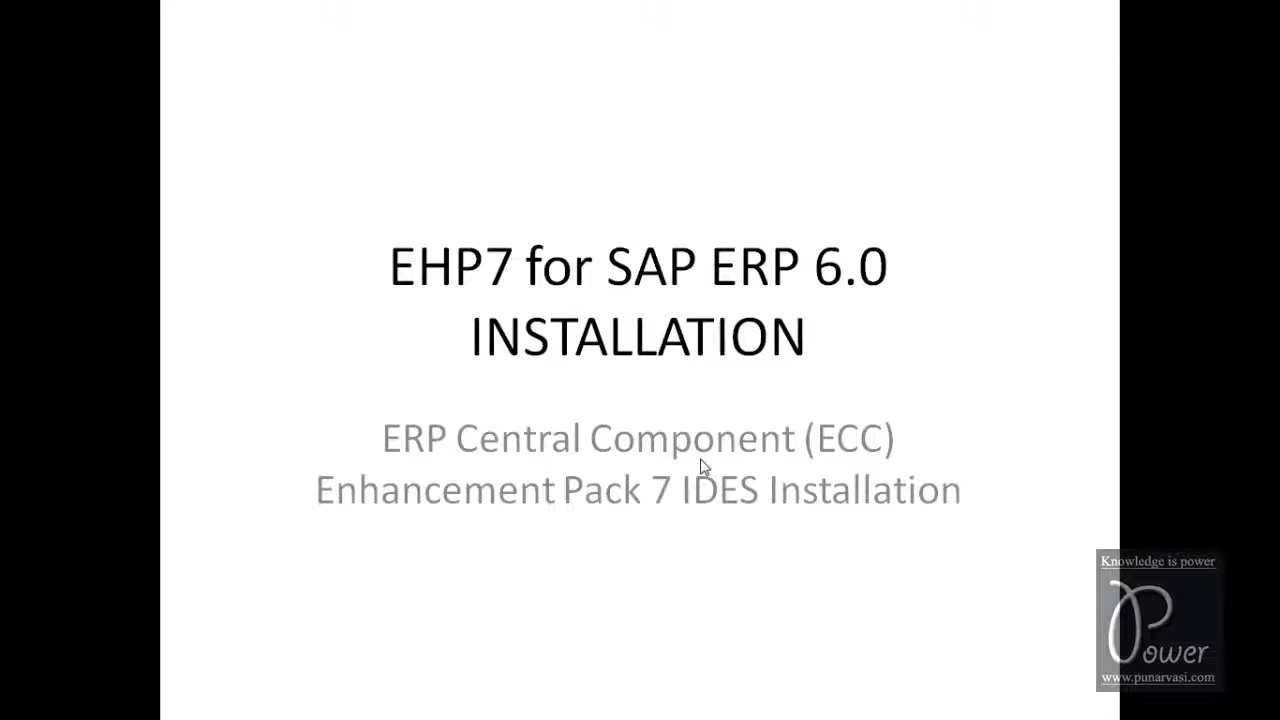 EHP7 for SAP ERP 6.0
INSTALLATION
ERP Central Component (ECC)
Enhancement Pack 7 IDES Installation
Knowledge is power
Power
www.punarvasi.com